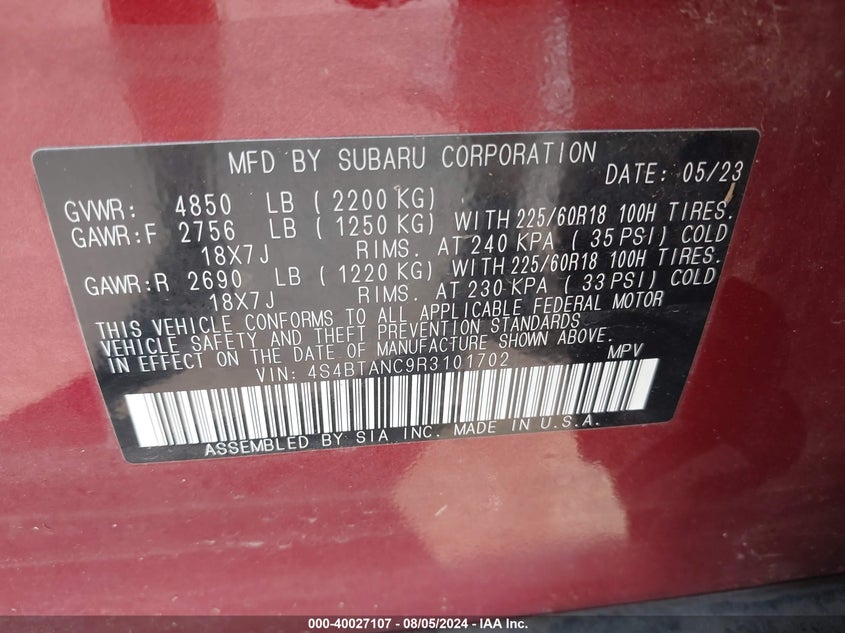 MFD BY SUBARU CORPORATION DATE: 05/23
GVWR: 4850 LB ( 2200 KG)
GAWR:F 2756 LB ( 1250 KG) WITH 225/60R18 100H TIRES.
18X7J RIMS. AT 240 KPA ( 35 PSI) COLD
GAWR:R 2690 LB ( 1220 KG) WITH 225/60R18 100H TIRES.
18X7J RIMS. AT 230 KPA ( 33 PSI) COLD
THIS VEHICLE CONFORMS TO ALL APPLICABLE FEDERAL MOTOR
VEHICLE SAFETY AND THEFT PREVENTION STANDARDS
IN EFFECT ON THE DATE OF MANUFACTURE SHOWN ABOVE.
VIN: 4S4BTANC9R3101702 MPV
ASSEMBLED BY SIA INC. MADE IN U.S.A.
000-40027107 - 08/05/2024 - IAA Inc.